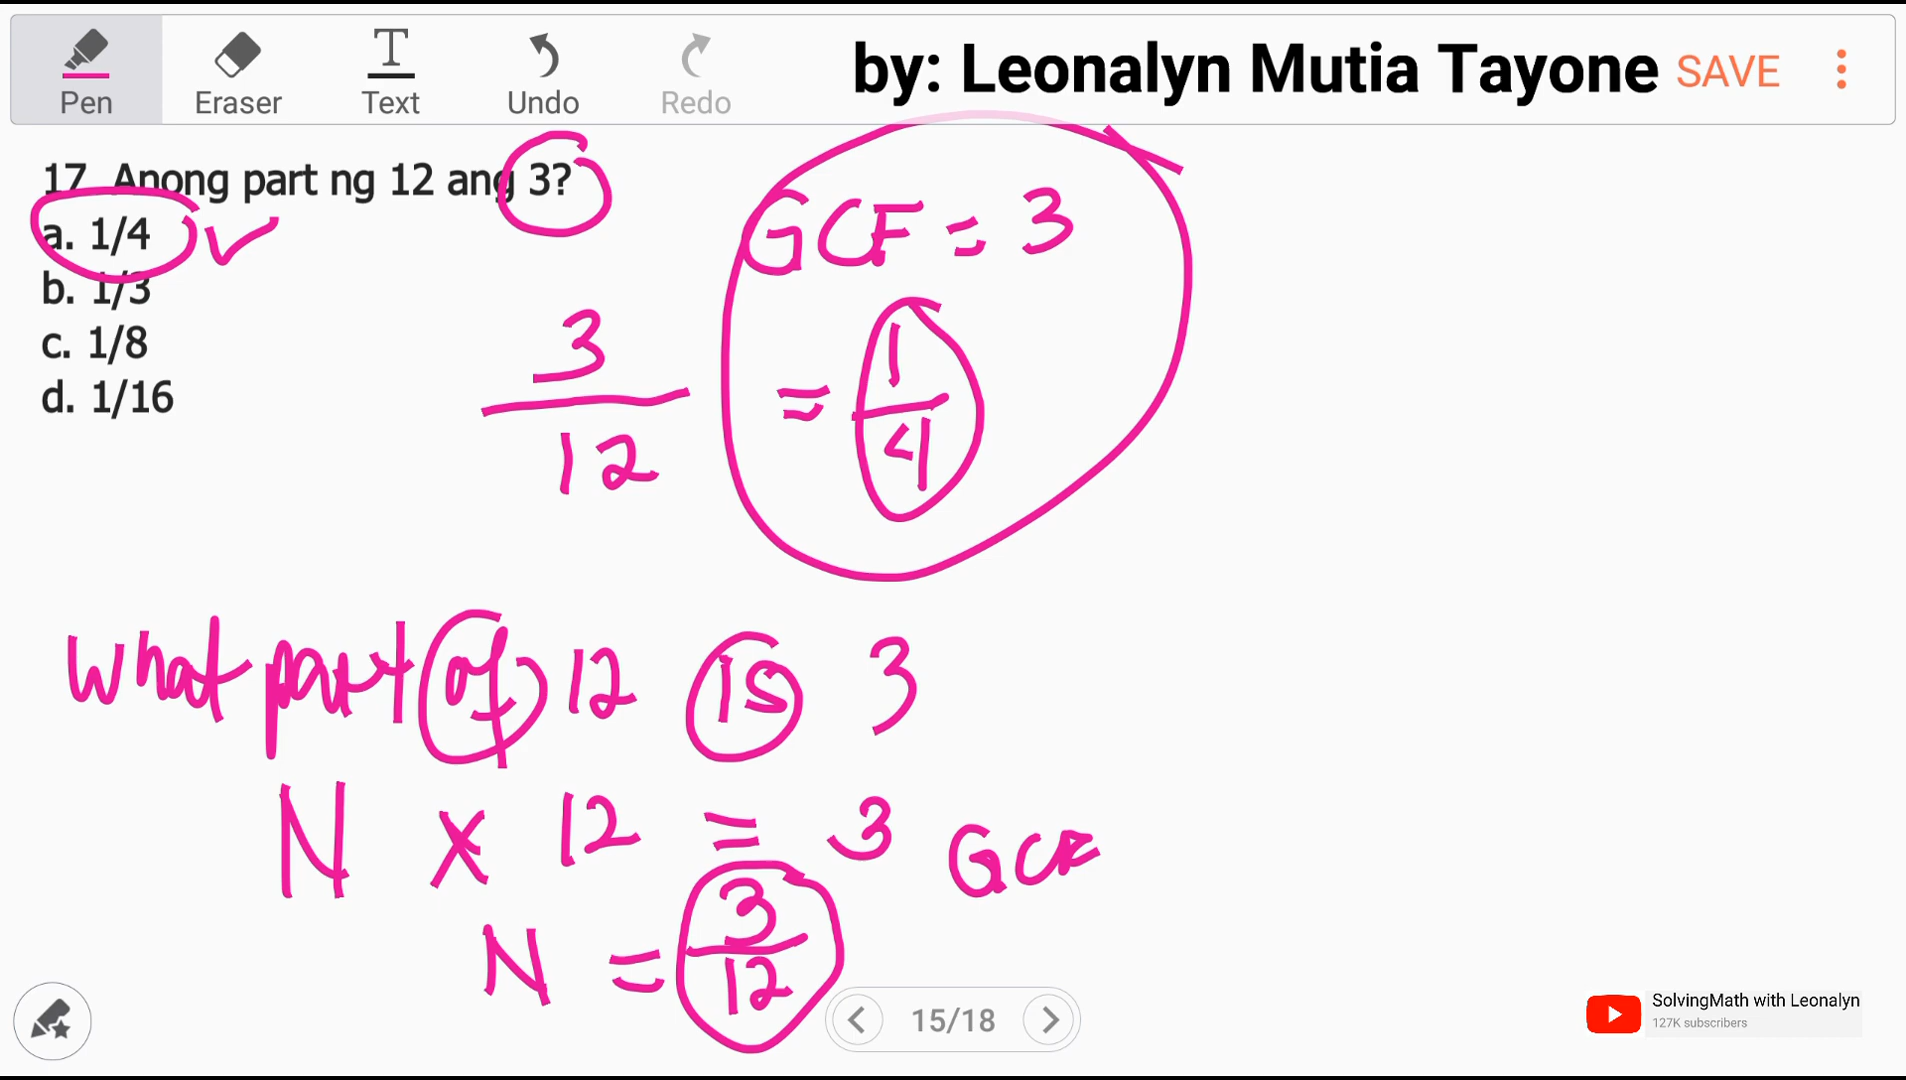 Pen Eraser Text Undo Redo by: Leonalyn Mutia Tayone SAVE
17. Anong part ng 12 ang 3?
a. 1/4
b. 1/3
c. 1/8
d. 1/16
GCF = 3
3/12 = 1/4
What part of 12 is 3
N x 12 = 3 GCF
N = 3/12
15/18
SolvingMath with Leonalyn
127K subscribers